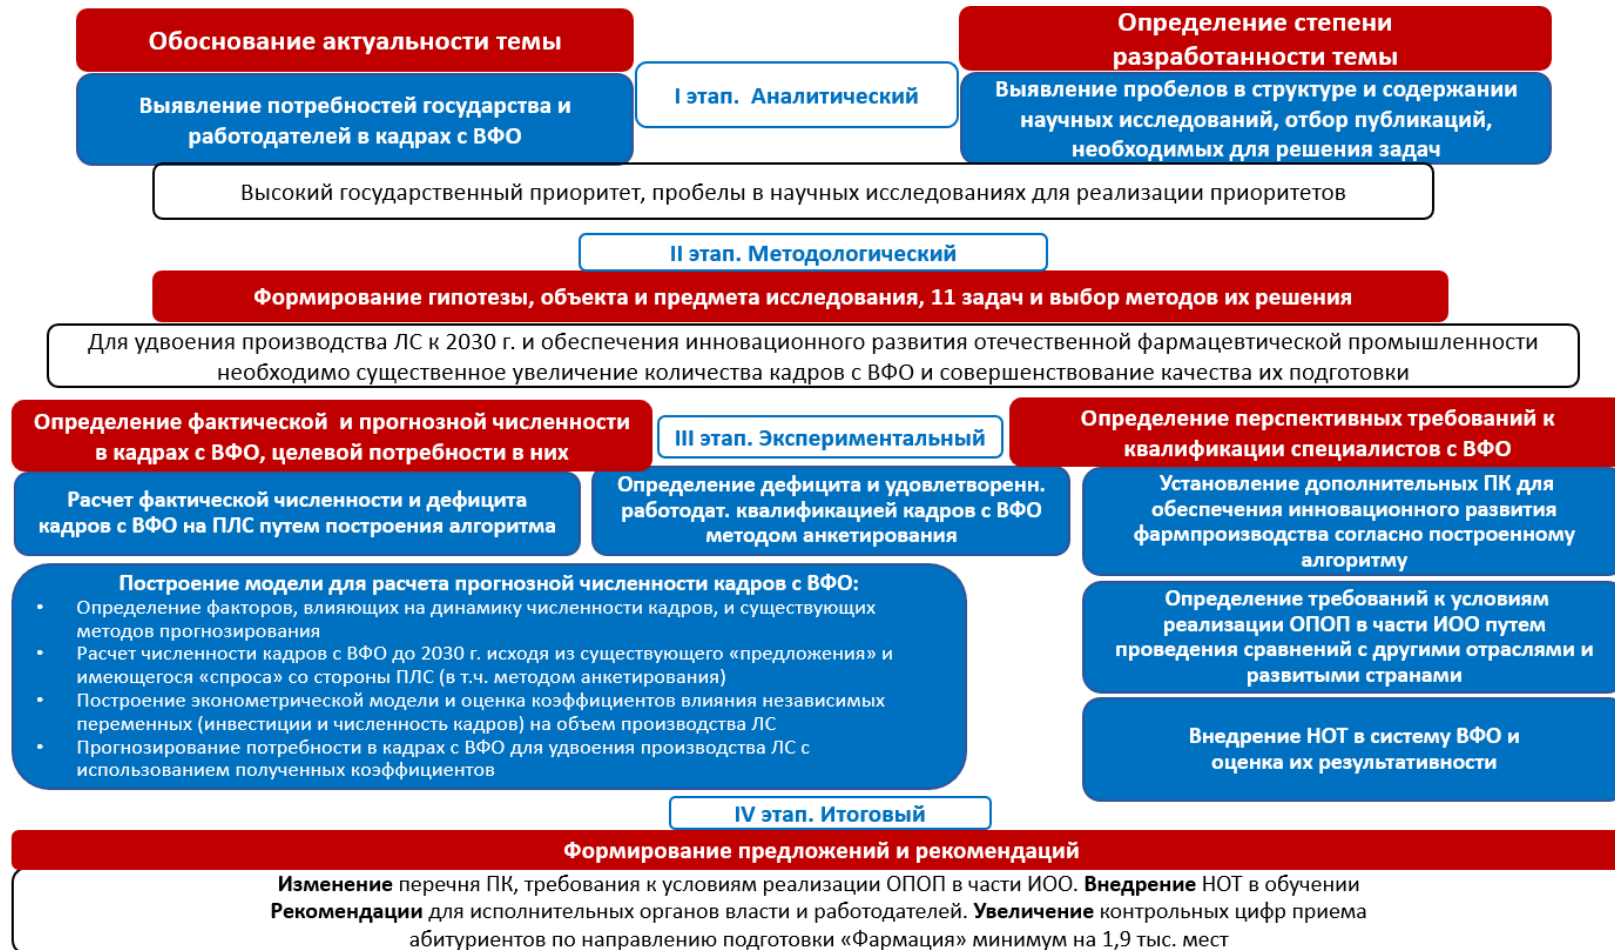 Обоснование актуальности темы
Выявление потребностей государства и
работодателей в кадрах с ВФО
I этап. Аналитический
Определение степени
разработанности темы
Выявление пробелов в структуре и содержании
научных исследований, отбор публикаций,
необходимых для решения задач
Высокий государственный приоритет, пробелы в научных исследованиях для реализации приоритетов
II этап. Методологический
Формирование гипотезы, объекта и предмета исследования, 11 задач и выбор методов их решения
Для удвоения производства ЛС к 2030 г. и обеспечения инновационного развития отечественной фармацевтической промышленности
необходимо существенное увеличение количества кадров с ВФО и совершенствование качества их подготовки
Определение фактической и прогнозной численности
в кадрах с ВФО, целевой потребности в них
III этап. Экспериментальный
Определение перспективных требований к
квалификации специалистов с ВФО
Расчет фактической численности и дефицита
кадров с ВФО на ПЛС путем построения алгоритма
Определение дефицита и удовлетворенн.
работодат. квалификацией кадров с ВФО
методом анкетирования
Установление дополнительных ПК для
обеспечения инновационного развития
фармпроизводства согласно построенному
алгоритму
Построение модели для расчета прогнозной численности кадров с ВФО:
• Определение факторов, влияющих на динамику численности кадров, и существующих
методов прогнозирования
• Расчет численности кадров с ВФО до 2030 г. исходя из существующего «предложения» и
имеющегося «спроса» со стороны ПЛС (в т.ч. методом анкетирования)
• Построение эконометрической модели и оценка коэффициентов влияния независимых
переменных (инвестиции и численность кадров) на объем производства ЛС
• Прогнозирование потребности в кадрах с ВФО для удвоения производства ЛС с
использованием полученных коэффициентов
Определение требований к условиям
реализации ОПОП в части ИОО путем
проведения сравнений с другими отраслями и
развитыми странами
Внедрение НОТ в систему ВФО и
оценка их результативности
IV этап. Итоговый
Формирование предложений и рекомендаций
Изменение перечня ПК, требования к условиям реализации ОПОП в части ИОО. Внедрение НОТ в обучении
Рекомендации для исполнительных органов власти и работодателей. Увеличение контрольных цифр приема
абитуриентов по направлению подготовки «Фармация» минимум на 1,9 тыс. мест